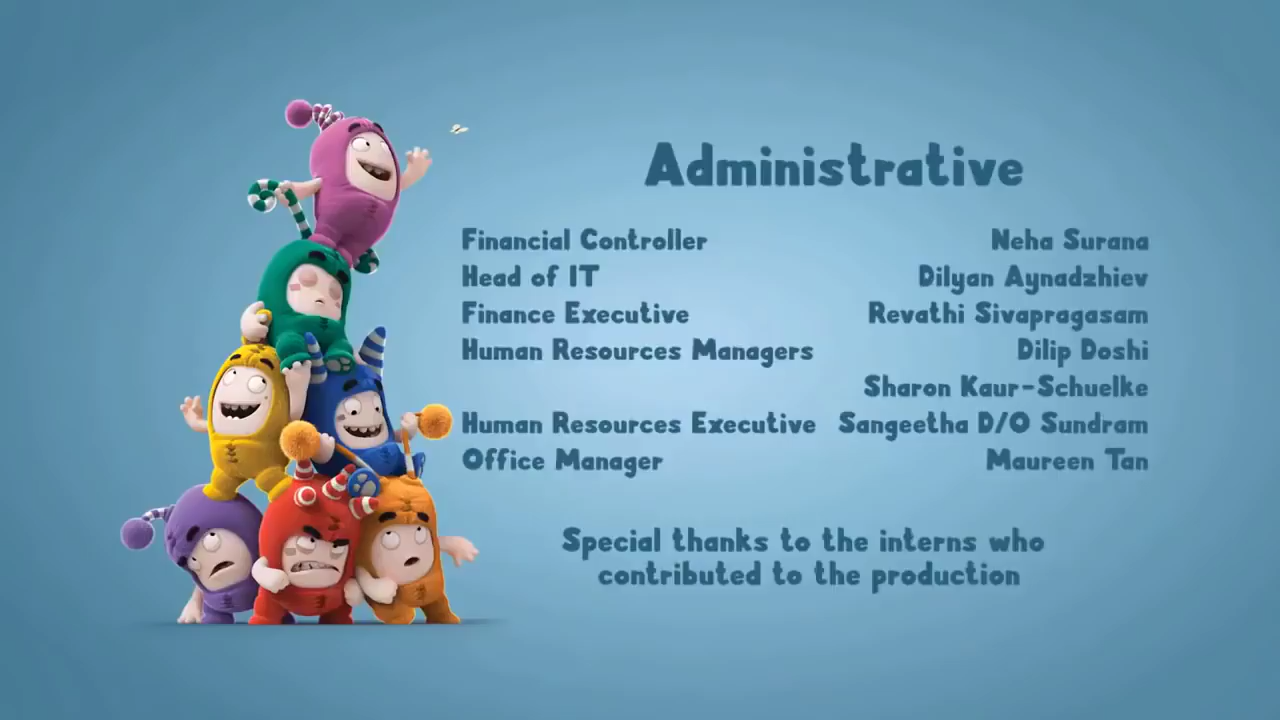 Administrative
Financial Controller Neha Surana
Head of IT Dilyan Aynadzhiev
Finance Executive Revathi Sivapragasam
Human Resources Managers Dilip Doshi
Sharon Kaur-Schuelke
Human Resources Executive Sangeetha D/O Sundram
Office Manager Maureen Tan
Special thanks to the interns who
contributed to the production